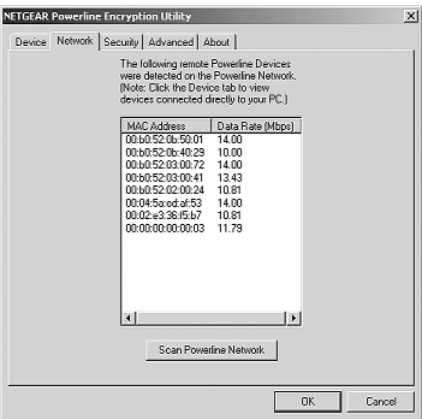 NETGEAR Powerline Encryption Utility
Device Network Security Advanced About
The following remote Powerline Devices
were detected on the Powerline Network.
(Note: Click the Device tab to view
devices connected directly to your PC.)
MAC Address Data Rate (Mbps)
00:b0:52:0b:50:01 14.00
00:b0:52:0b:40:29 10.00
00:b0:52:03:00:72 14.00
00:b0:52:03:00:41 13.43
00:b0:52:02:00:24 10.81
00:04:5a:ed:af:53 14.00
00:02:e3:36:f5:b7 10.81
00:00:00:00:00:03 11.79
Scan Powerline Network
OK Cancel